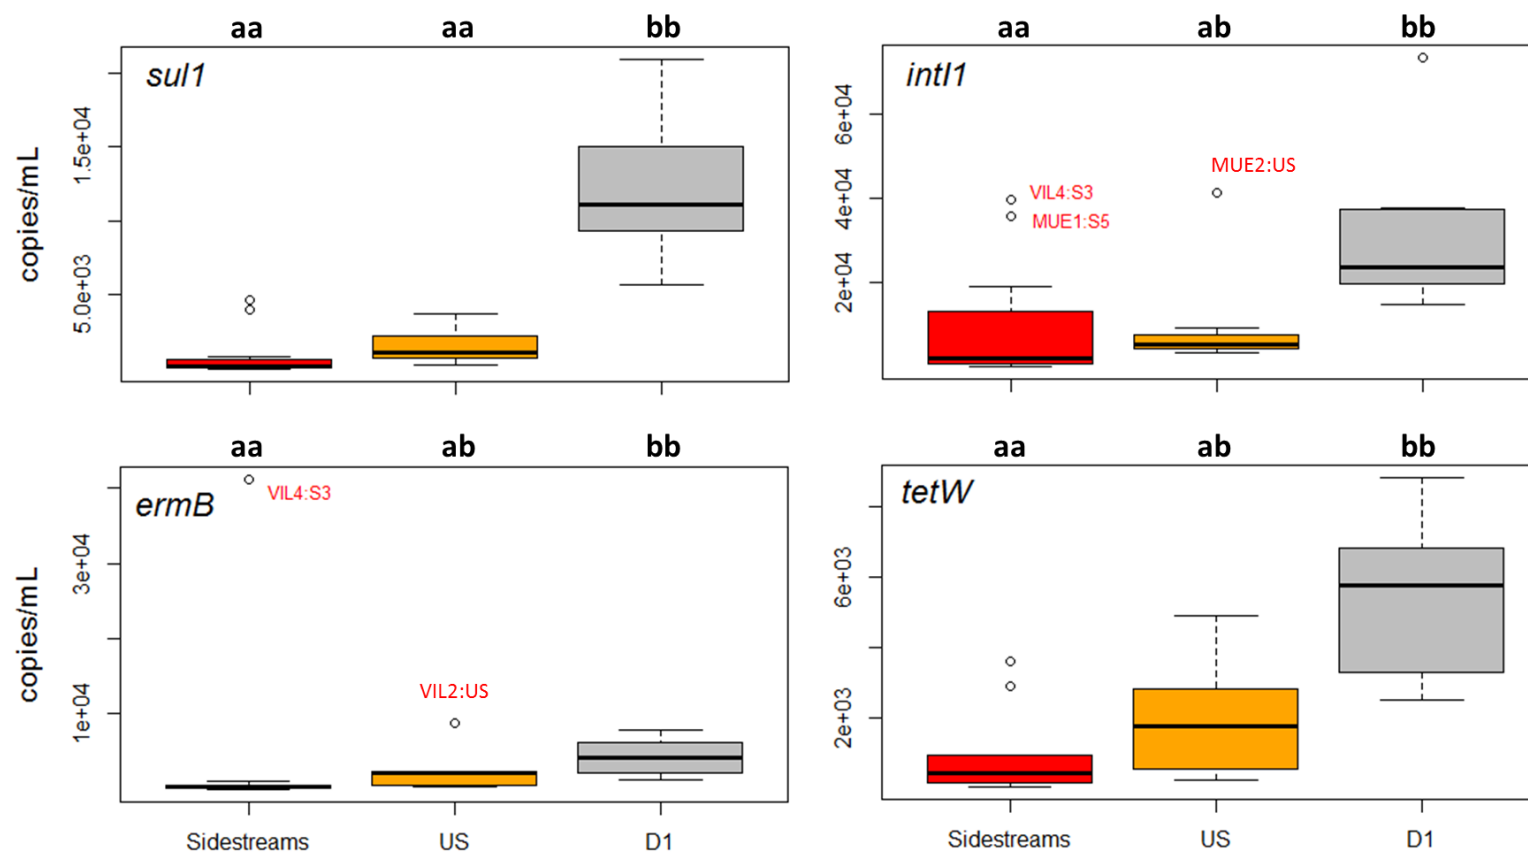 aa aa bb
sul1
copies/mL
5.0e+03 1.5e+04
aa ab bb
intI1
2e+04 4e+04 6e+04
VIL4:S3
MUE1:S5
MUE2:US
aa ab bb
ermB
copies/mL
1e+04 3e+04
VIL4:S3
VIL2:US
Sidestreams US D1
aa ab bb
tetW
2e+03 6e+03
Sidestreams US D1